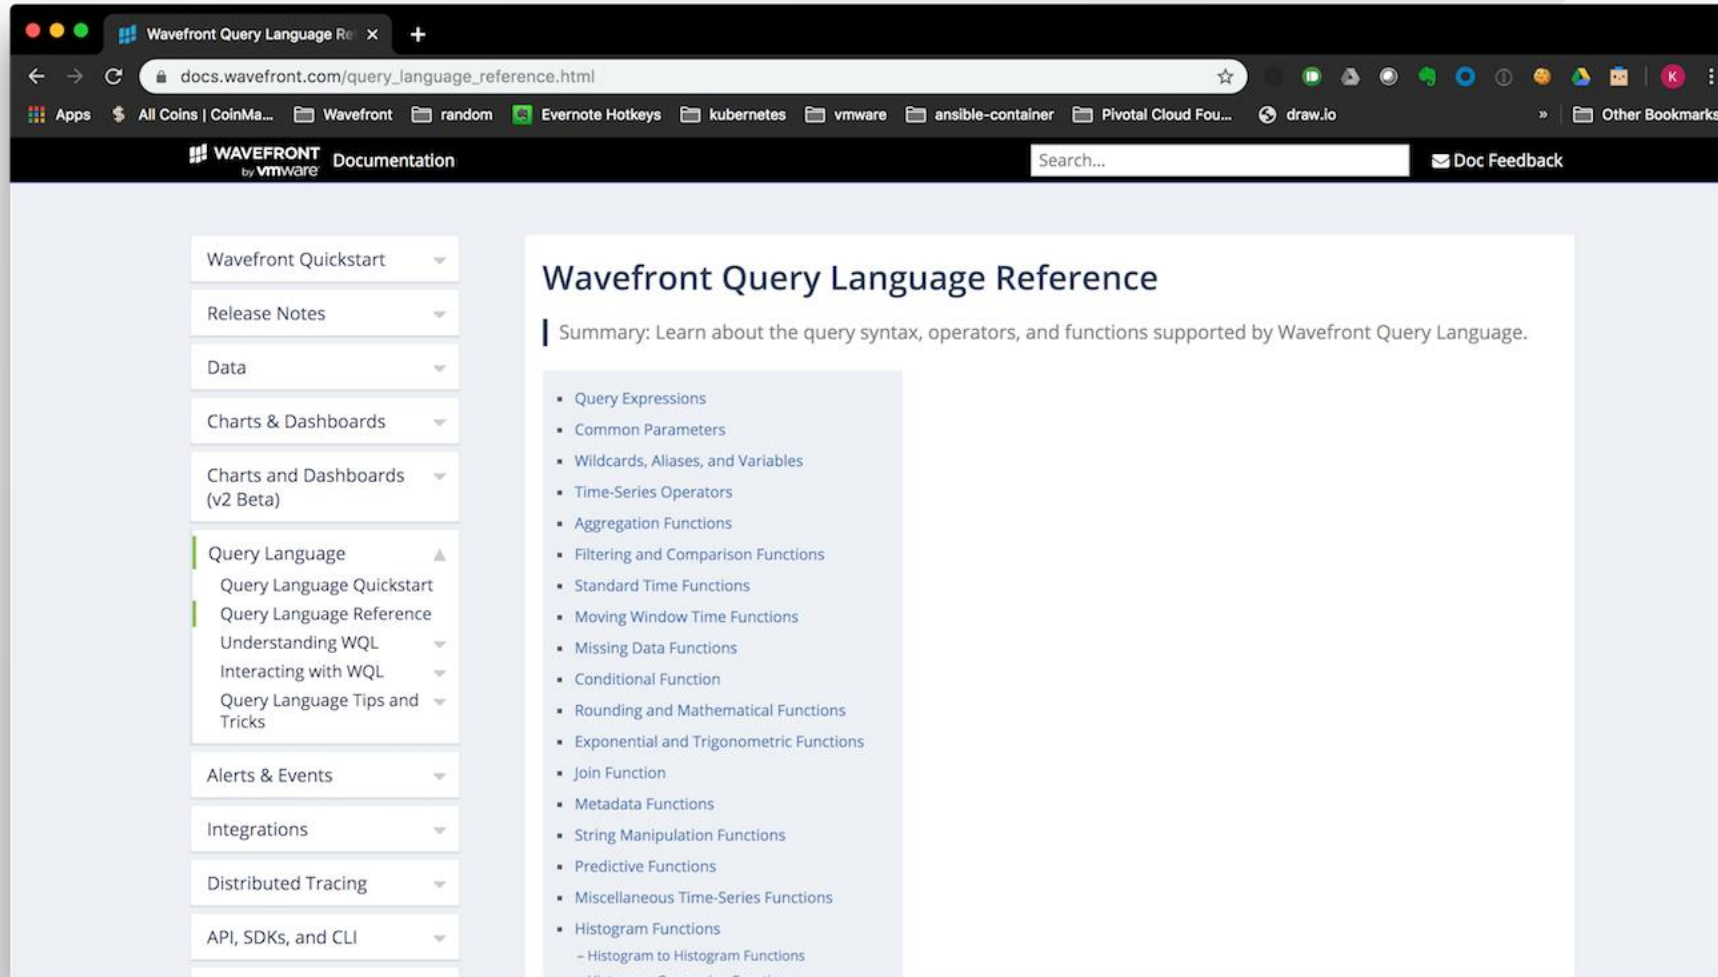 Wavefront Query Language Re
docs.wavefront.com/query_language_reference.html
K
Apps
All Coins | CoinMa...
Wavefront
random
Evernote Hotkeys
kubernetes
vmware
ansible-container
Pivotal Cloud Fou...
draw.io
»
Other Bookmarks
WAVEFRONT
by vmware
Documentation
Search...
Doc Feedback
Wavefront Quickstart
Release Notes
Data
Charts & Dashboards
Charts and Dashboards
(v2 Beta)
Query Language
Query Language Quickstart
Query Language Reference
Understanding WQL
Interacting with WQL
Query Language Tips and
Tricks
Alerts & Events
Integrations
Distributed Tracing
API, SDKs, and CLI
Wavefront Query Language Reference
Summary: Learn about the query syntax, operators, and functions supported by Wavefront Query Language.
Query Expressions
Common Parameters
Wildcards, Aliases, and Variables
Time-Series Operators
Aggregation Functions
Filtering and Comparison Functions
Standard Time Functions
Moving Window Time Functions
Missing Data Functions
Conditional Function
Rounding and Mathematical Functions
Exponential and Trigonometric Functions
Join Function
Metadata Functions
String Manipulation Functions
Predictive Functions
Miscellaneous Time-Series Functions
Histogram Functions
– Histogram to Histogram Functions